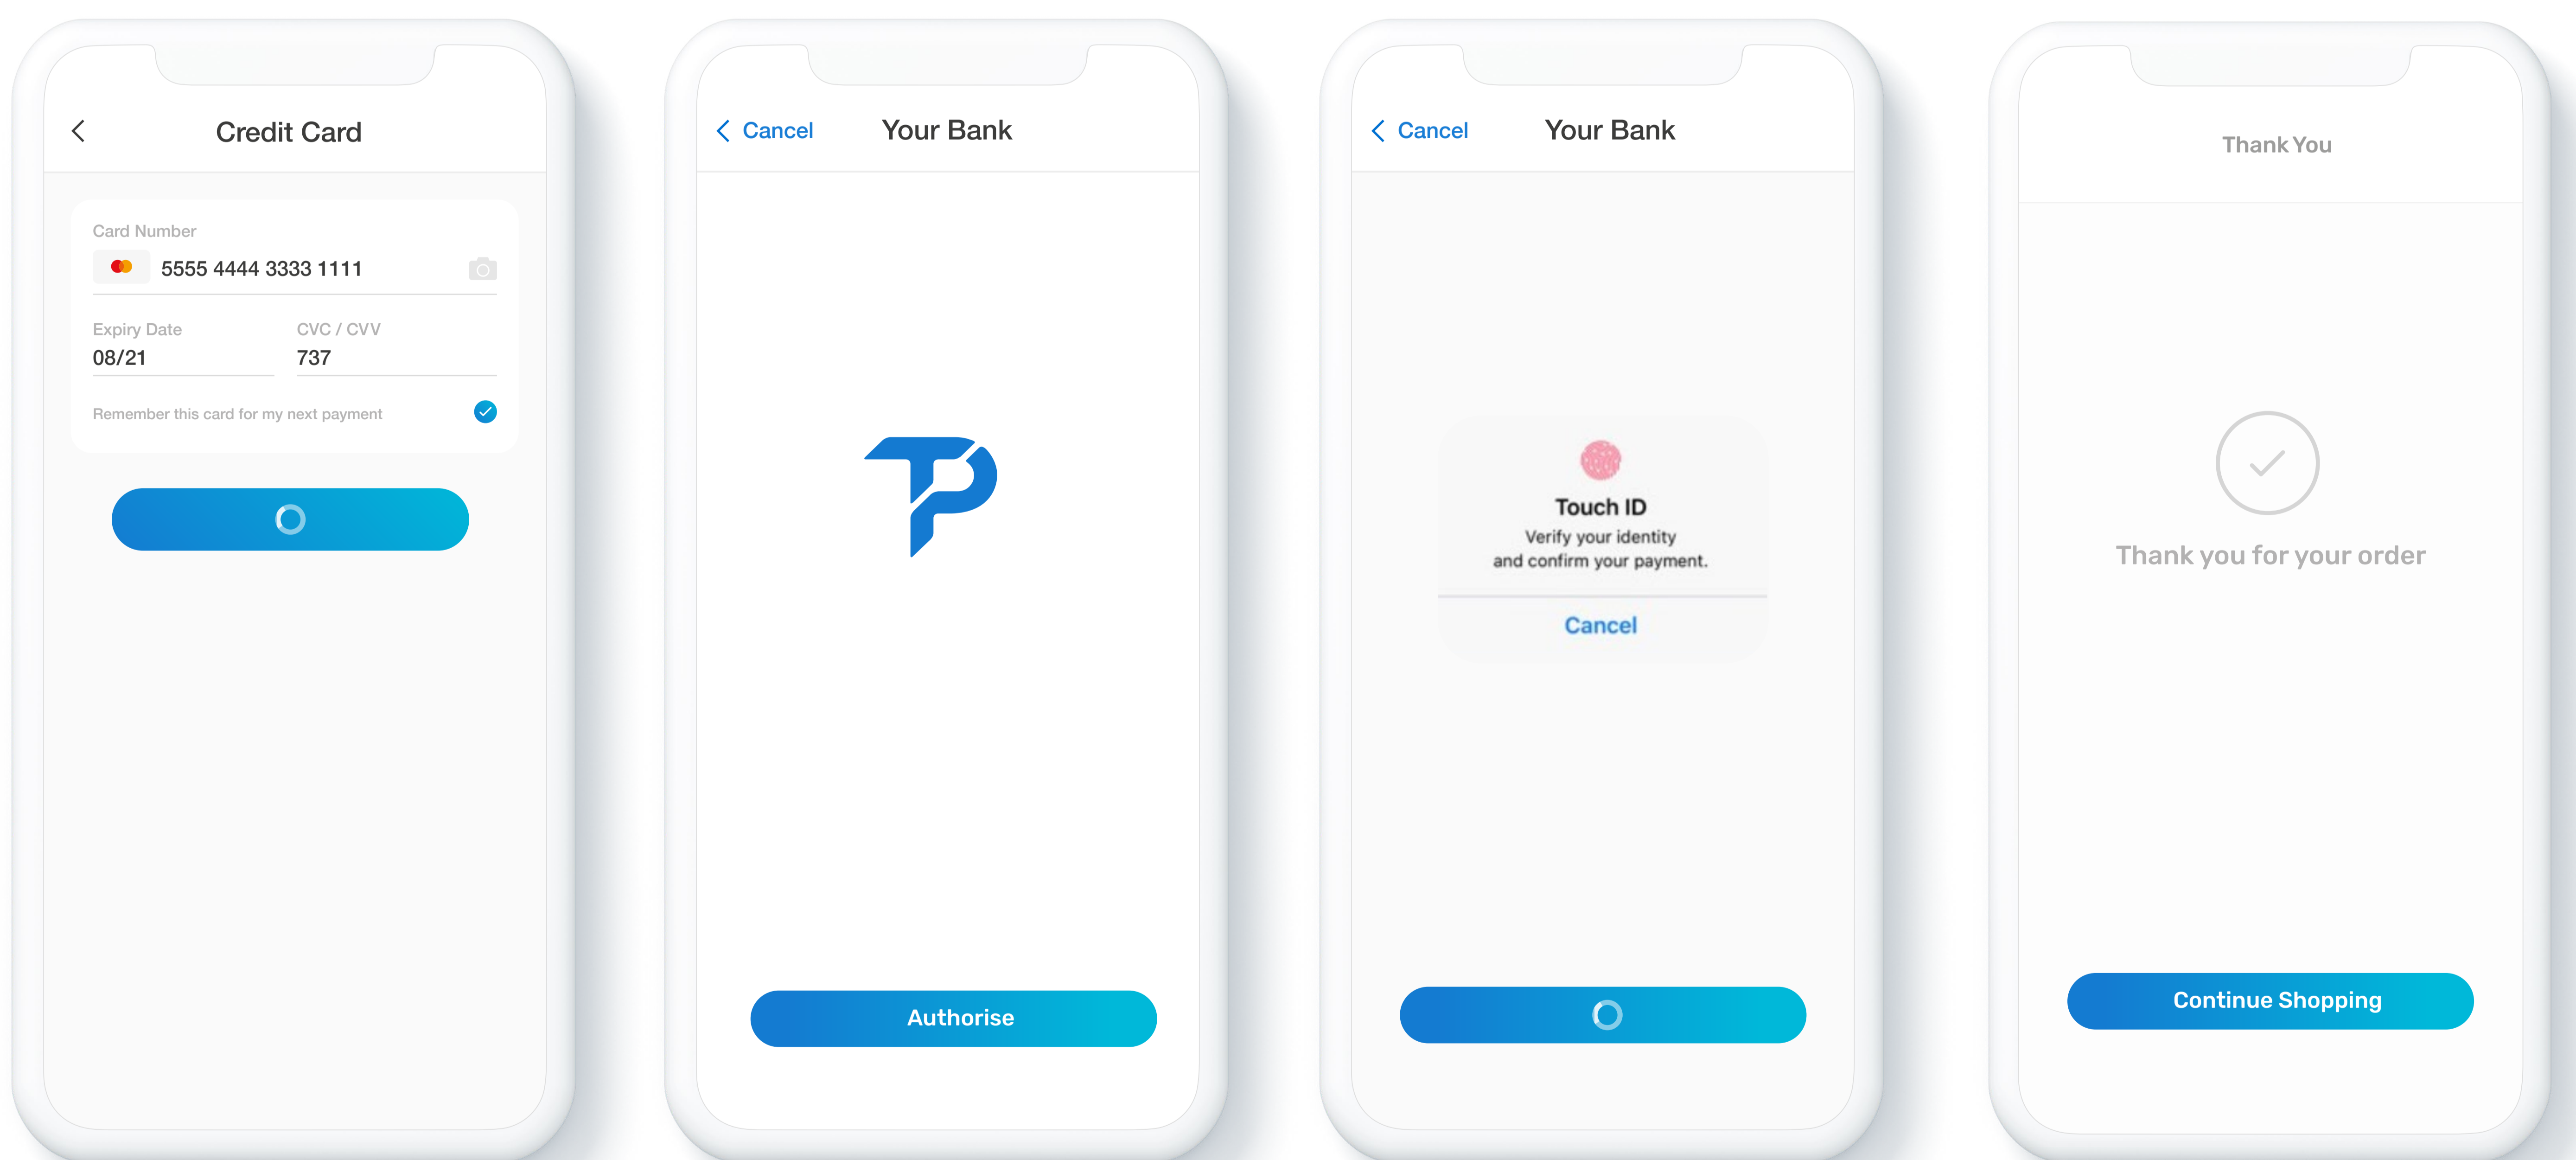 Credit Card
Card Number
5555 4444 3333 1111
Expiry Date
CVC / CVV
08/21
737
Remember this card for my next payment
Cancel
Your Bank
TP
Authorise
Cancel
Your Bank
Touch ID
Verify your identity
and confirm your payment.
Cancel
Thank You
Thank you for your order
Continue Shopping